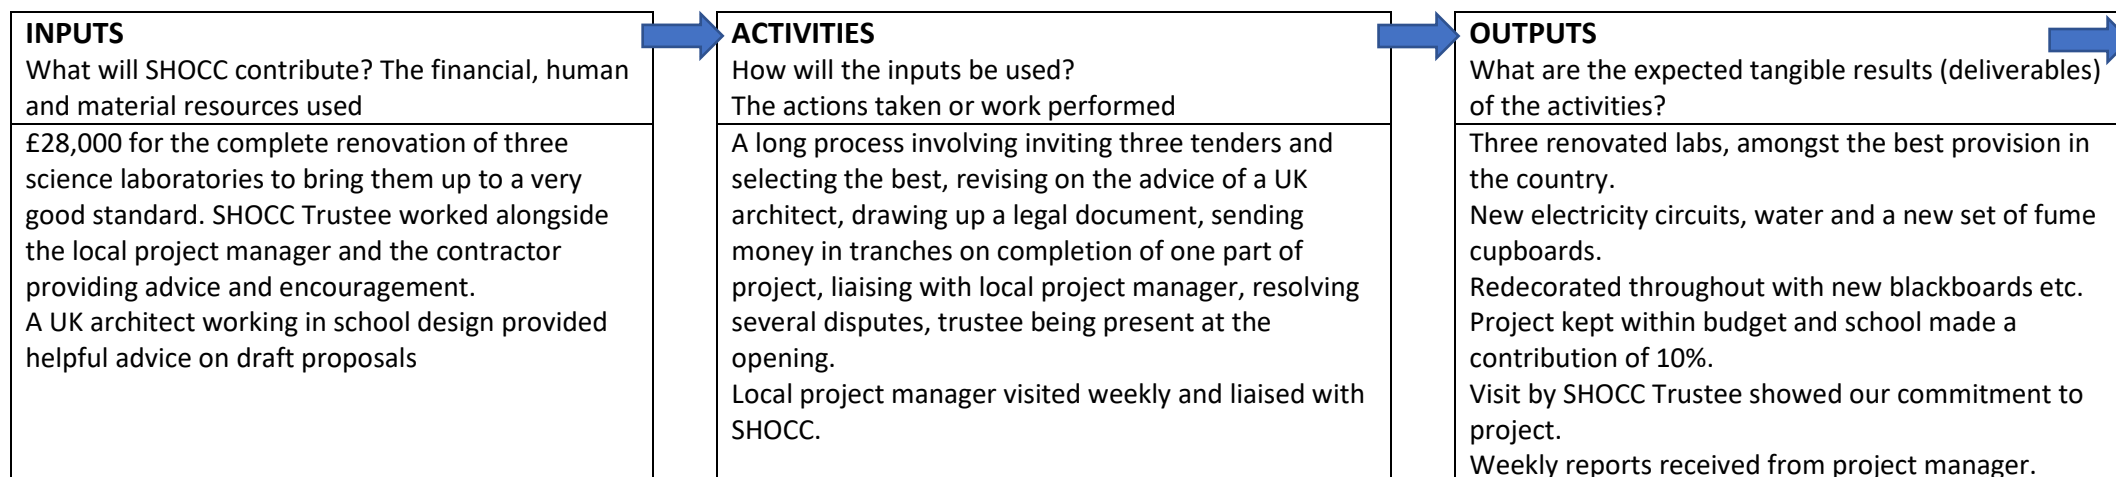 INPUTS
What will SHOCC contribute? The financial, human
and material resources used
£28,000 for the complete renovation of three
science laboratories to bring them up to a very
good standard. SHOCC Trustee worked alongside
the local project manager and the contractor
providing advice and encouragement.
A UK architect working in school design provided
helpful advice on draft proposals
ACTIVITIES
How will the inputs be used?
The actions taken or work performed
A long process involving inviting three tenders and
selecting the best, revising on the advice of a UK
architect, drawing up a legal document, sending
money in tranches on completion of one part of
project, liaising with local project manager, resolving
several disputes, trustee being present at the
opening.
Local project manager visited weekly and liaised with
SHOCC.
OUTPUTS
What are the expected tangible results (deliverables)
of the activities?
Three renovated labs, amongst the best provision in
the country.
New electricity circuits, water and a new set of fume
cupboards.
Redecorated throughout with new blackboards etc.
Project kept within budget and school made a
contribution of 10%.
Visit by SHOCC Trustee showed our commitment to
project.
Weekly reports received from project manager.